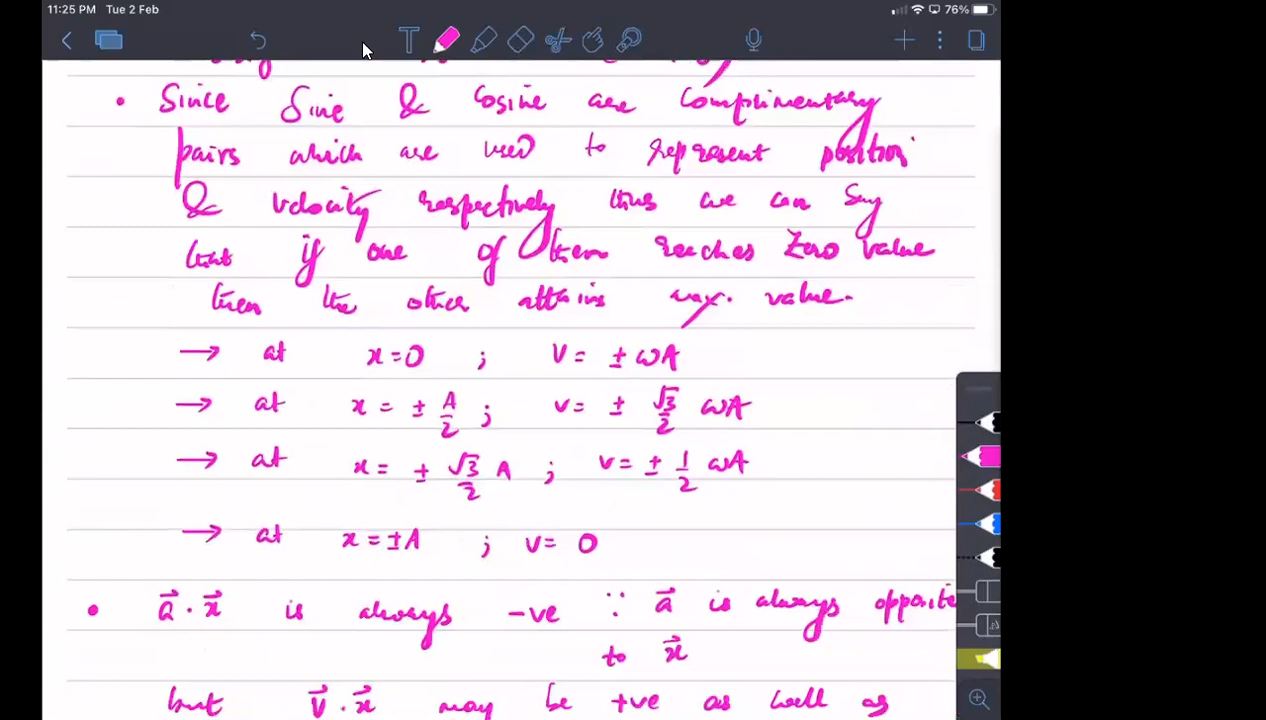 11:25 PM Tue 2 Feb
76%
• Since Sine & Cosine are Complimentary
pairs which are used to represent position
& velocity respectively thus we can Say
that if one of them reaches Zero value
then the other attains max. value.
→ at x=0 ; V= ± ωA
→ at x= ± A/2 ; v= ± √3/2 ωA
→ at x= ± √3/2 A ; v= ± 1/2 ωA
→ at x=±A ; v= 0
• a⃗ . x⃗ is always -ve ∵ a⃗ is always opposite
to x⃗
but V⃗ . x⃗ may be +ve as well as